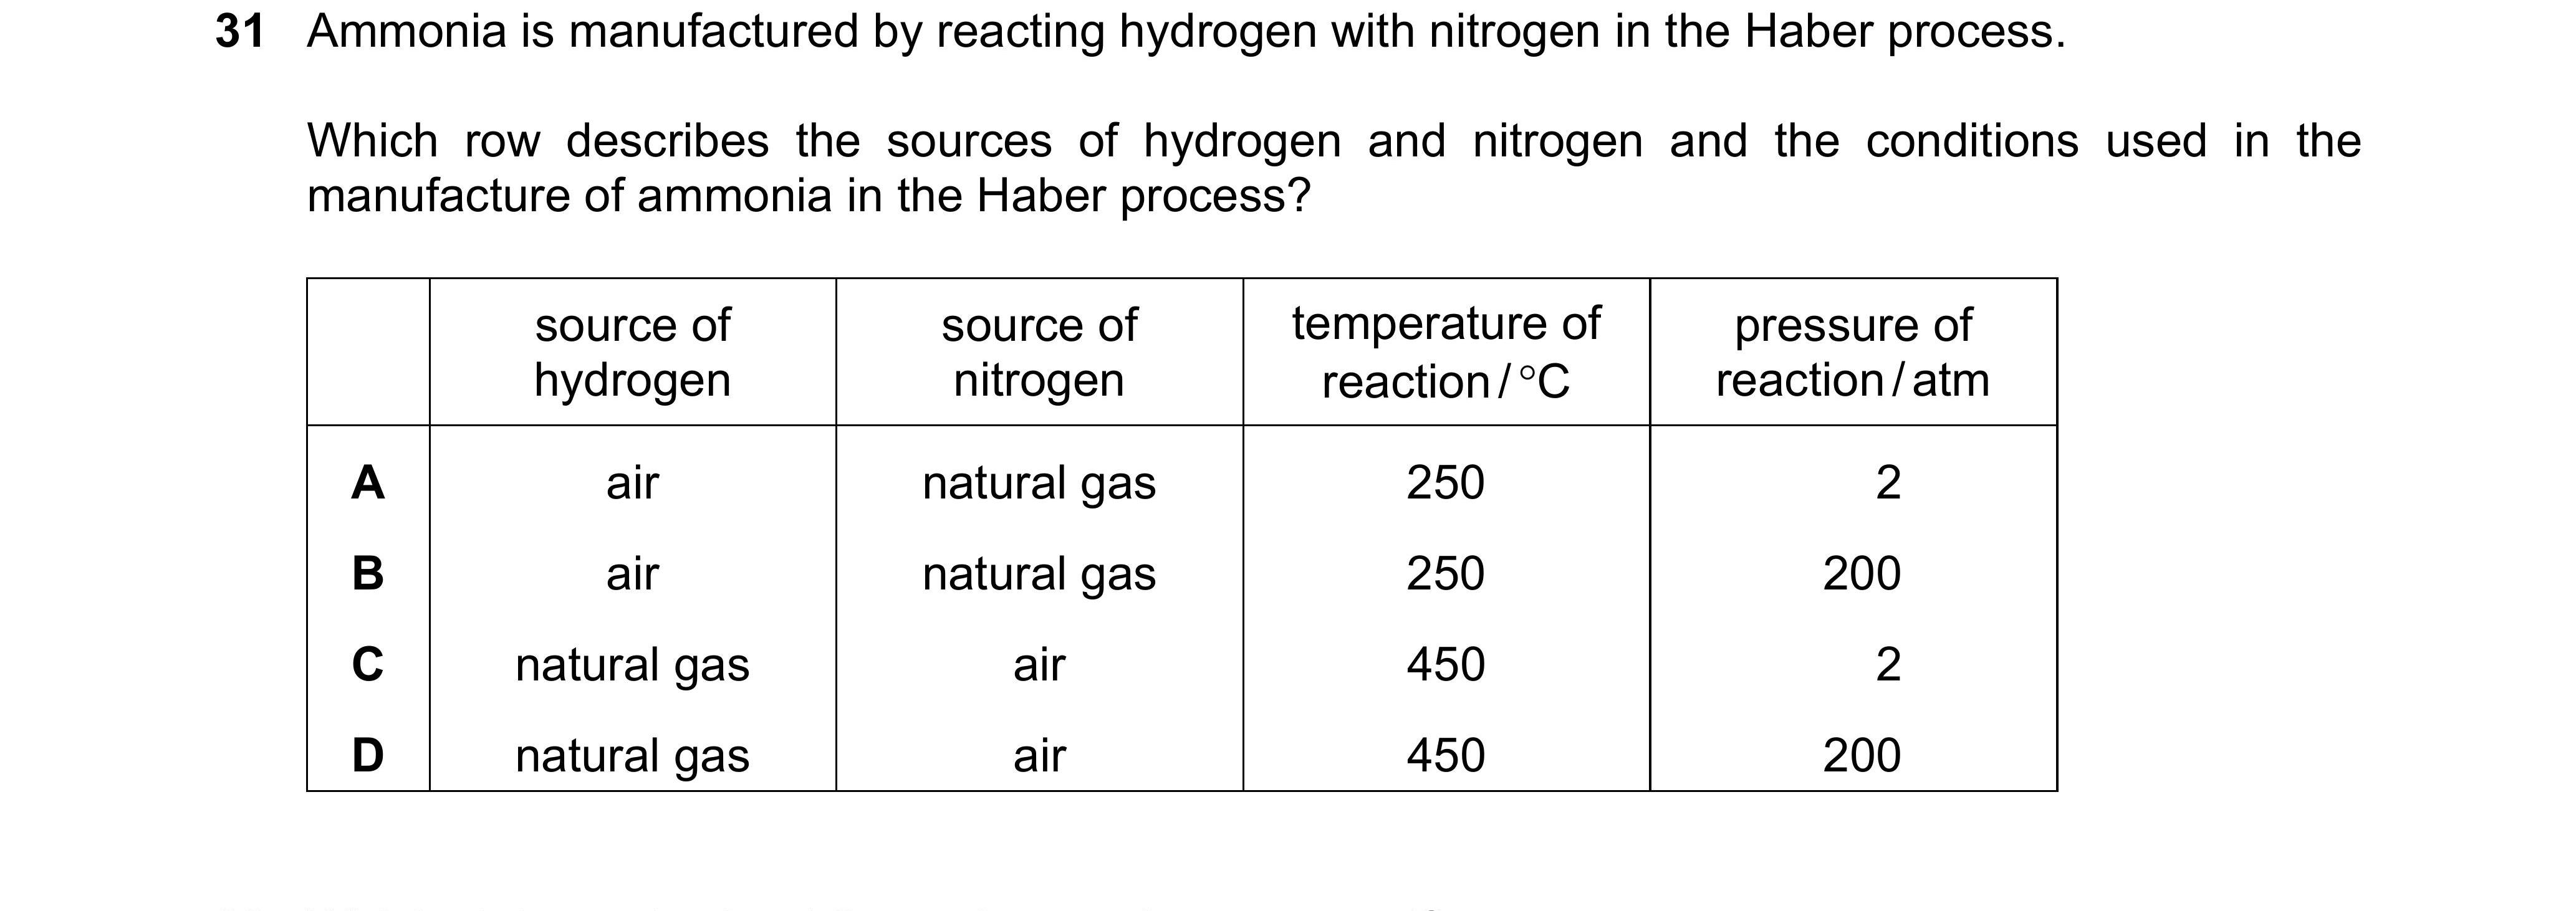 31 Ammonia is manufactured by reacting hydrogen with nitrogen in the Haber process.
Which row describes the sources of hydrogen and nitrogen and the conditions used in the
manufacture of ammonia in the Haber process?
source of hydrogen source of nitrogen temperature of reaction / °C pressure of reaction / atm
A air natural gas 250 2
B air natural gas 250 200
C natural gas air 450 2
D natural gas air 450 200